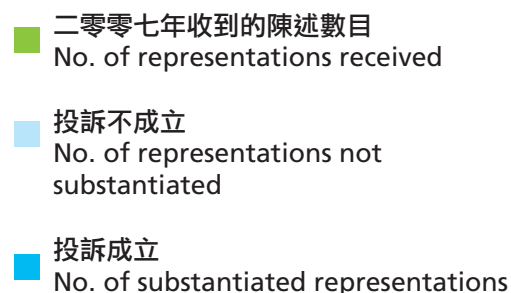 二零零七年收到的陳述數目
No. of representations received
投訴不成立
No. of representations not
substantiated
投訴成立
No. of substantiated representations